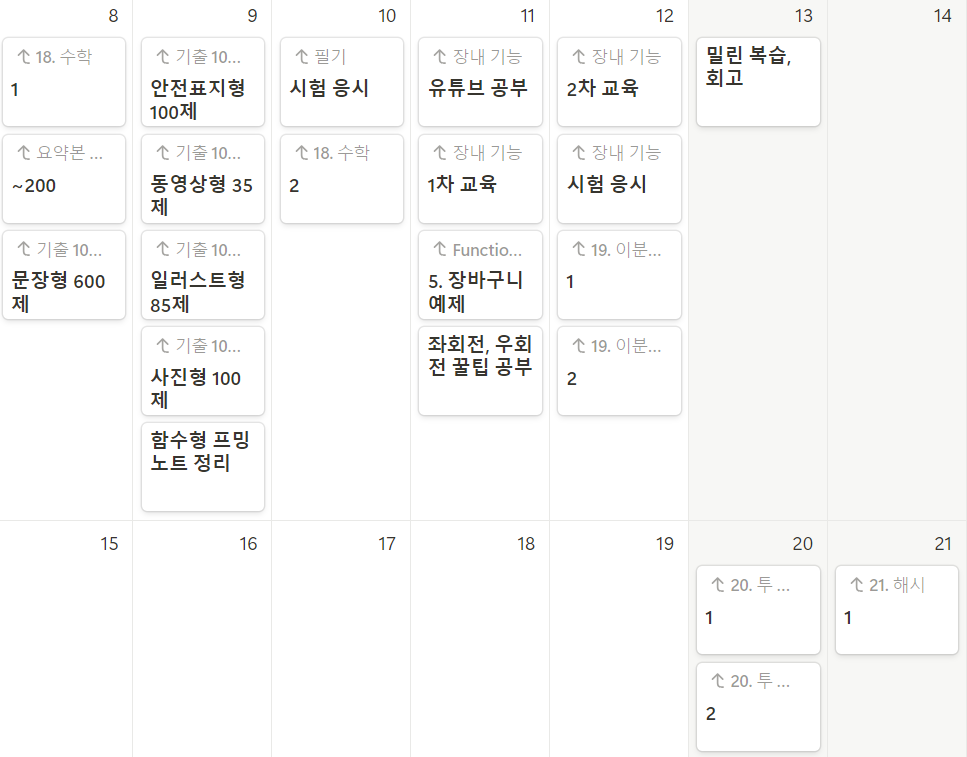 8
18. 수학
1
요약본 ...
~200
기출 10...
문장형 600
제
9
기출 10...
안전표지형
100제
기출 10...
동영상형 35
제
기출 10...
일러스트형
85제
기출 10...
사진형 100
제
함수형 프밍
노트 정리
10
필기
시험 응시
18. 수학
2
11
장내 기능
유튜브 공부
장내 기능
1차 교육
Functio...
5. 장바구니
예제
좌회전, 우회
전 꿀팁 공부
12
장내 기능
2차 교육
장내 기능
시험 응시
19. 이분...
1
19. 이분...
2
13
밀린 복습,
회고
14
15
16
17
18
19
20
20. 투 ...
1
20. 투 ...
2
21
21. 해시
1